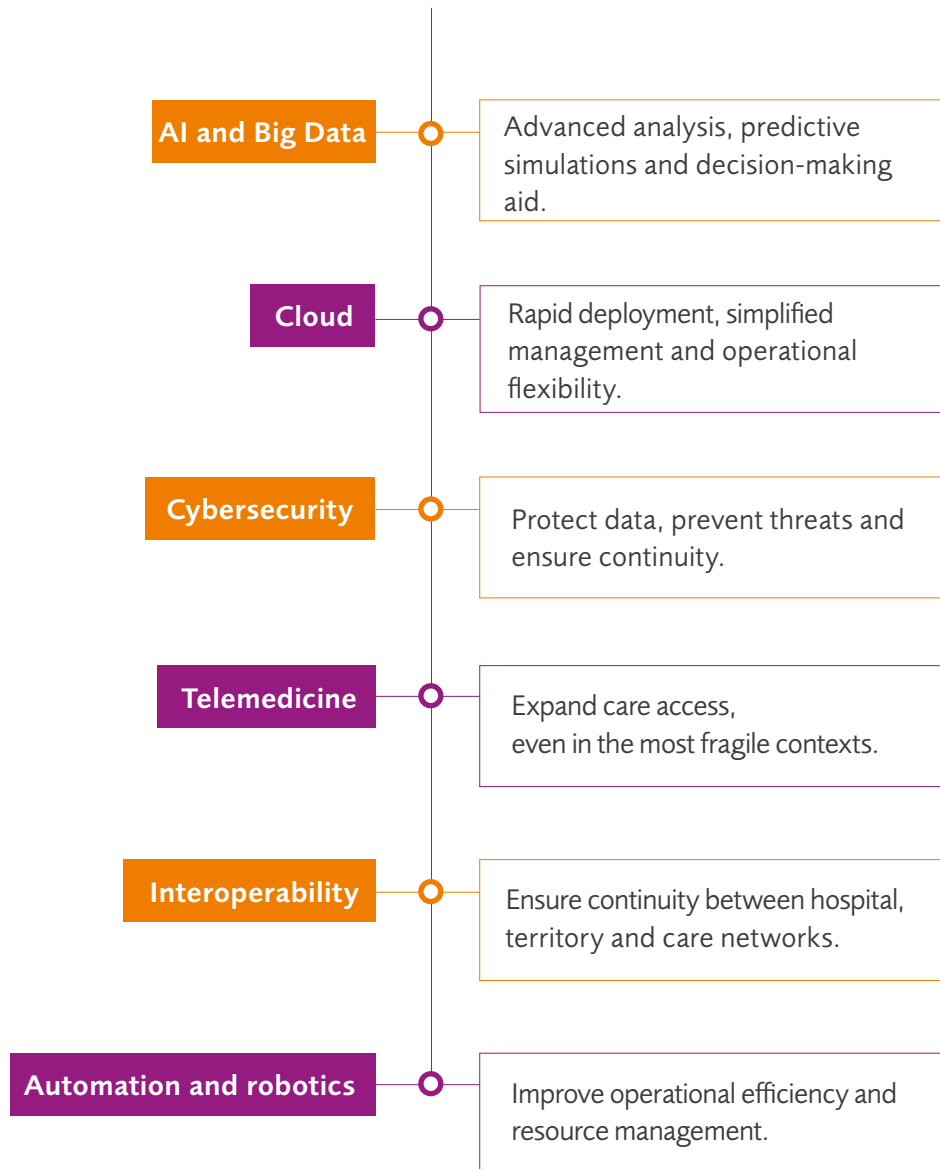 AI and Big Data
Advanced analysis, predictive
simulations and decision-making
aid.
Cloud
Rapid deployment, simplified
management and operational
flexibility.
Cybersecurity
Protect data, prevent threats and
ensure continuity.
Telemedicine
Expand care access,
even in the most fragile contexts.
Interoperability
Ensure continuity between hospital,
territory and care networks.
Automation and robotics
Improve operational efficiency and
resource management.